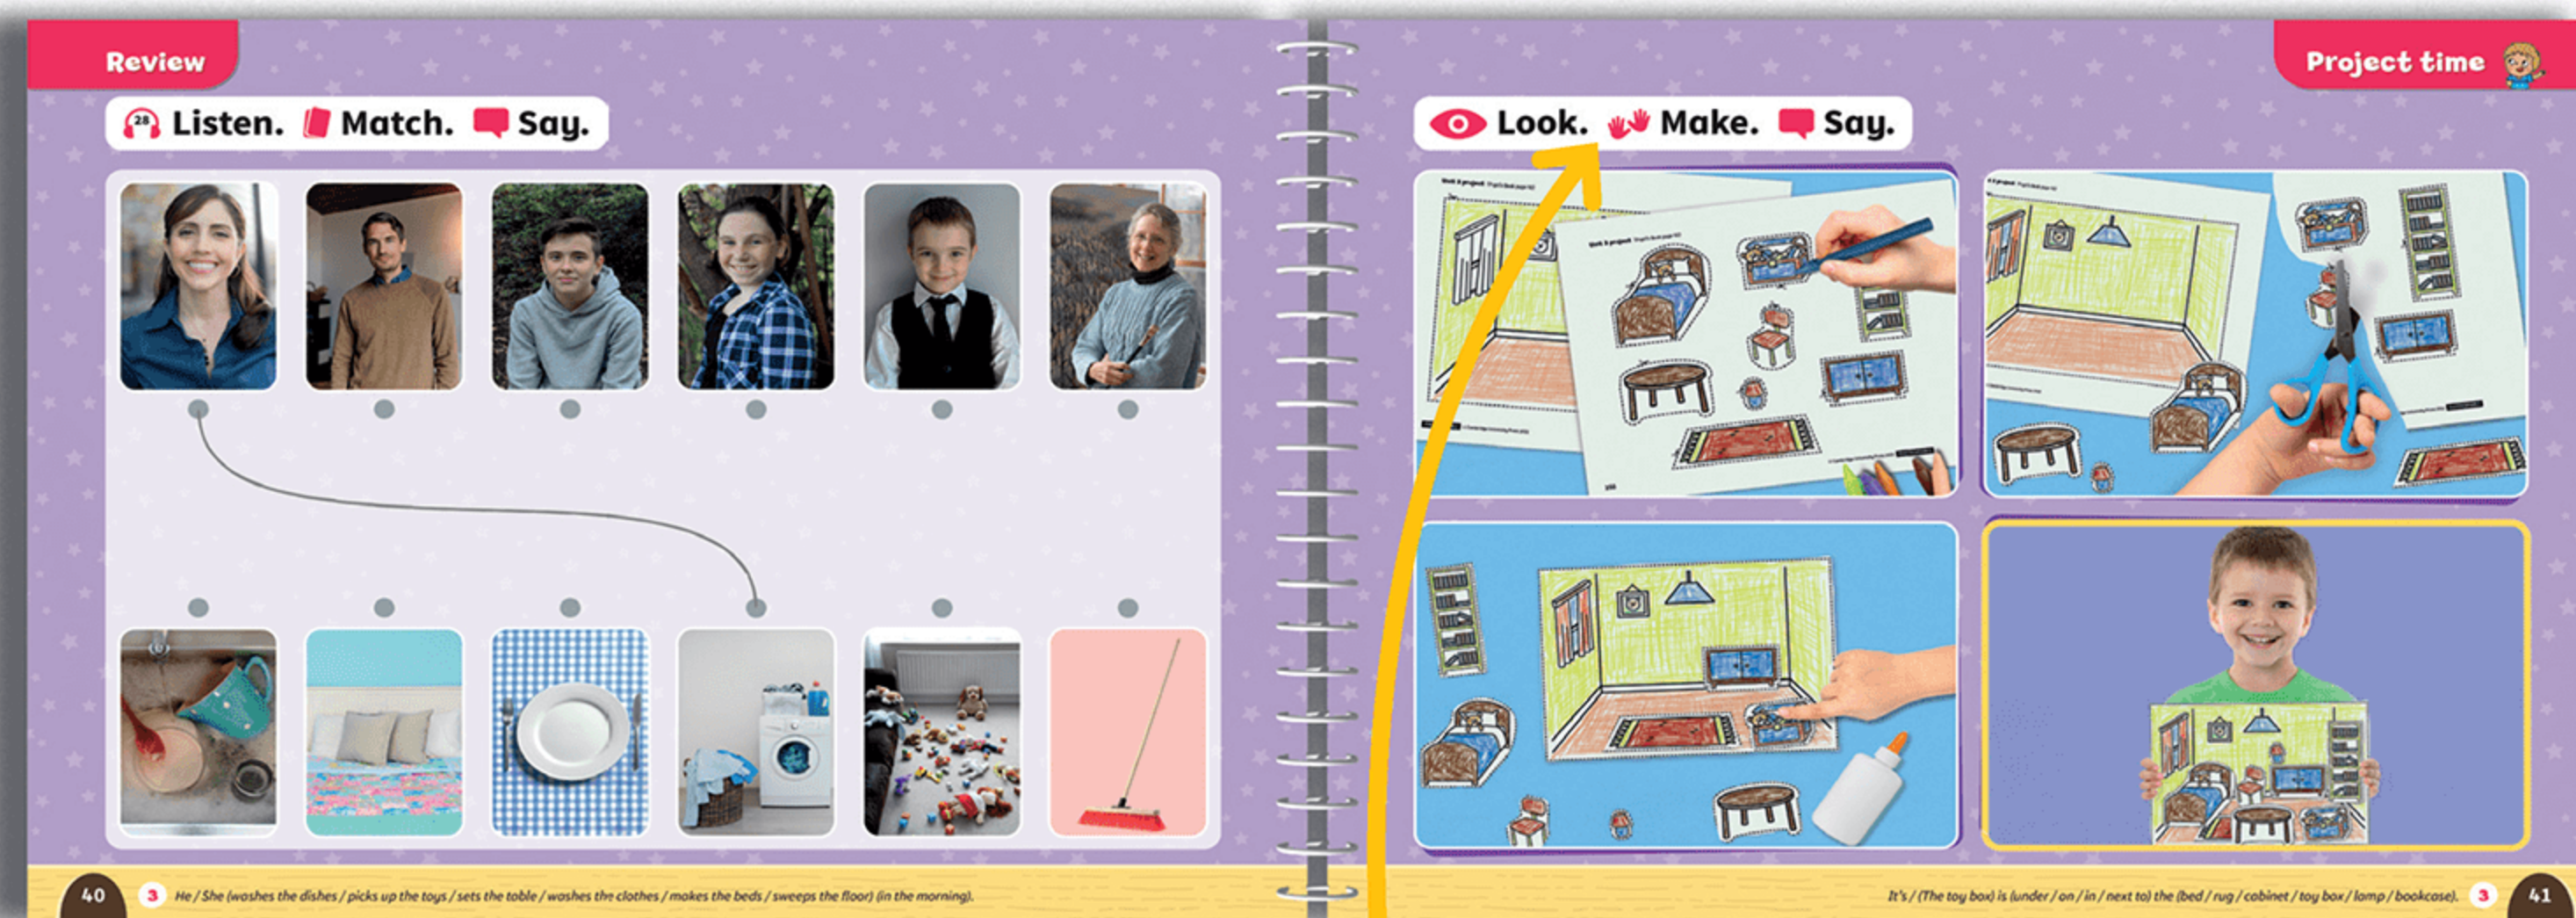 Review
28 Listen. Match. Say.
40 3 He / She (washes the dishes / picks up the toys / sets the table / washes the clothes / makes the beds / sweeps the floor) (in the morning).
Project time
Look. Make. Say.
It's / (The toy box) is (under / on / in / next to) the (bed / rug / cabinet / toy box / lamp / bookcase). 3 41